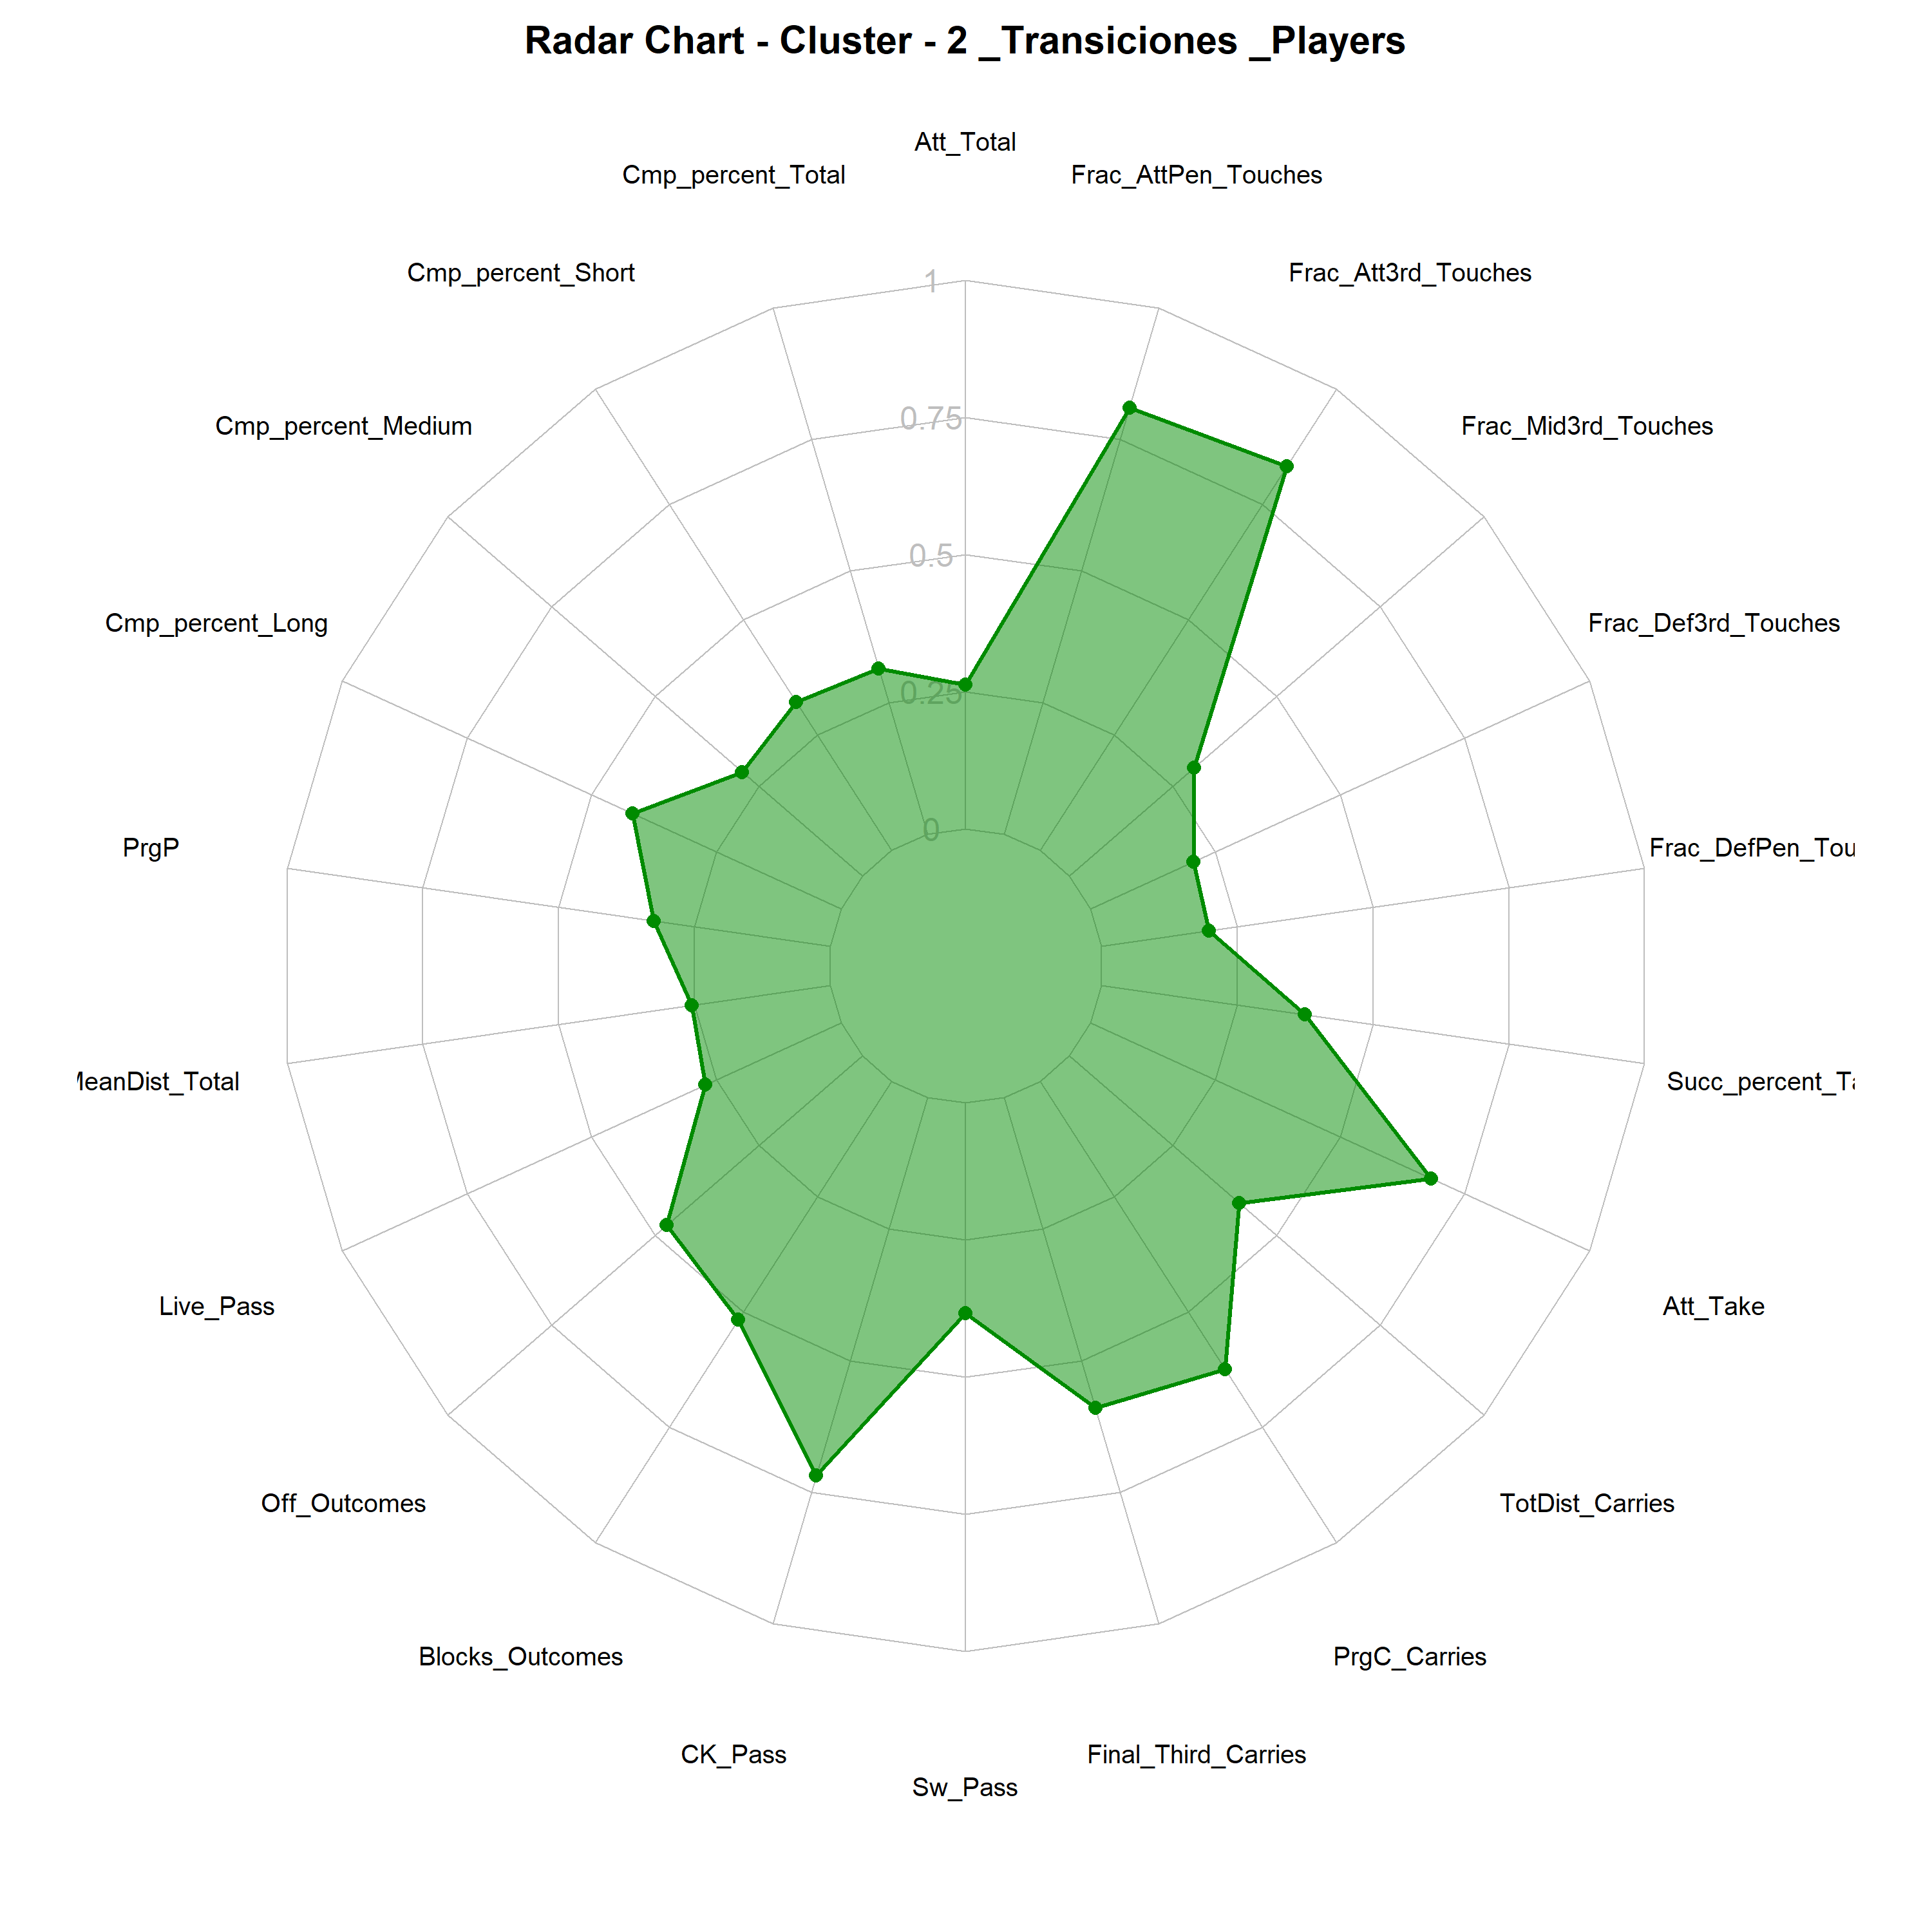 Radar Chart - Cluster - 2 _Transiciones _Players
Att_Total
Cmp_percent_Total
Frac_AttPen_Touches
Cmp_percent_Short
Frac_Att3rd_Touches
1
0.75
Cmp_percent_Medium
Frac_Mid3rd_Touches
0.5
Cmp_percent_Long
Frac_Def3rd_Touches
0.25
0
PrgP
Frac_DefPen_Tou
MeanDist_Total
Succ_percent_Ta
Live_Pass
Att_Take
Off_Outcomes
TotDist_Carries
Blocks_Outcomes
PrgC_Carries
CK_Pass
Final_Third_Carries
Sw_Pass